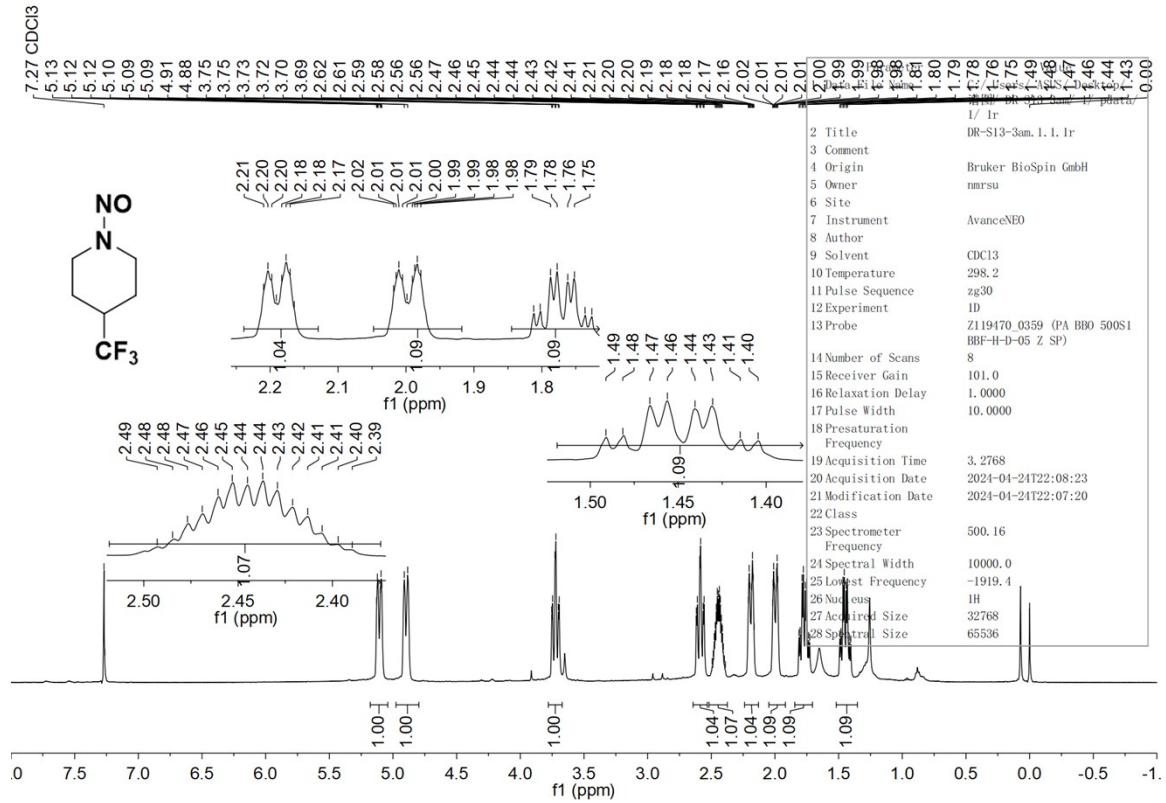 7.27 CDCl3
5.13
5.12
5.12
5.10
5.09
5.09
4.91
4.88
3.75
3.75
3.73
3.72
3.70
3.69
2.62
2.61
2.59
2.58
2.56
2.56
2.47
2.46
2.45
2.44
2.44
2.43
2.42
2.41
2.21
2.20
2.20
2.19
2.18
2.18
2.17
2.16
2.02
2.01
2.01
2.01
2.00
1.99
1.99
1.98
1.98
1.81
1.80
1.79
1.78
1.76
1.75
1.49
1.48
1.47
1.46
1.44
1.43
0.00
1/ 1r
2 Title DR-S13-3am.1.1.1r
3 Comment
4 Origin Bruker BioSpin GmbH
5 Owner nmrsu
6 Site
7 Instrument AvanceNEO
8 Author
9 Solvent CDCl3
10 Temperature 298.2
11 Pulse Sequence zg30
12 Experiment 1D
13 Probe Z119470_0359 (PA BBO 500S1
BBF-H-D-05 Z SP)
14 Number of Scans 8
15 Receiver Gain 101.0
16 Relaxation Delay 1.0000
17 Pulse Width 10.0000
18 Presaturation
Frequency
19 Acquisition Time 3.2768
20 Acquisition Date 2024-04-24T22:08:23
21 Modification Date 2024-04-24T22:07:20
22 Class
23 Spectrometer 500.16
Frequency
24 Spectral Width 10000.0
25 Lowest Frequency -1919.4
26 Nucleus 1H
27 Acquired Size 32768
28 Spectral Size 65536
NO
N
CF3
2.21
2.20
2.20
2.18
2.18
2.17
2.02
2.01
2.01
2.01
2.00
1.99
1.99
1.98
1.98
1.79
1.78
1.76
1.75
1.04
1.09
1.09
2.2 2.1 2.0 1.9 1.8
f1 (ppm)
1.49
1.48
1.47
1.46
1.44
1.43
1.41
1.40
1.09
1.50 1.45 1.40
f1 (ppm)
2.49
2.48
2.48
2.47
2.46
2.45
2.44
2.44
2.43
2.42
2.41
2.41
2.40
2.39
1.07
2.50 2.45 2.40
f1 (ppm)
1.00
1.00
1.00
1.04
1.07
1.04
1.09
1.09
1.09
.0 7.5 7.0 6.5 6.0 5.5 5.0 4.5 4.0 3.5 3.0 2.5 2.0 1.5 1.0 0.5 0.0 -0.5 -1.
f1 (ppm)